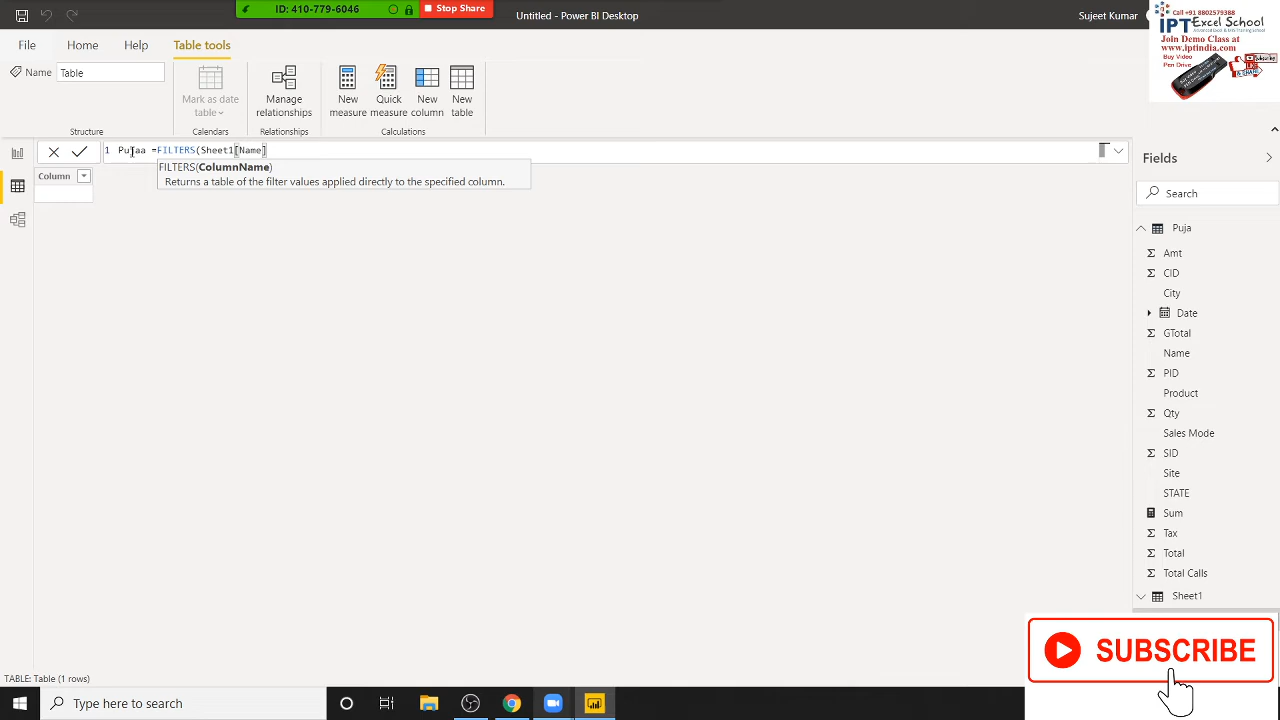 ID: 410-779-6046
Stop Share
Untitled - Power BI Desktop
Sujeet Kumar
Call +91 8802579388
IPT Excel School
Advanced Excel & VBA Training School
Join Demo Class at
www.iptindia.com
Buy Video
Pen Drive
File
Home
Help
Table tools
Name
Table
Mark as date
table
Manage
relationships
New
measure
Quick
measure
New
column
New
table
Structure
Calendars
Relationships
Calculations
1 Pujaa =FILTERS(Sheet1[Name]
FILTERS(ColumnName)
Returns a table of the filter values applied directly to the specified column.
Column
Fields
Search
Puja
Amt
CID
City
Date
GTotal
Name
PID
Product
Qty
Sales Mode
SID
Site
STATE
Sum
Tax
Total
Total Calls
Sheet1
SUBSCRIBE
TABLE: Table (1 rows)
Type here to search